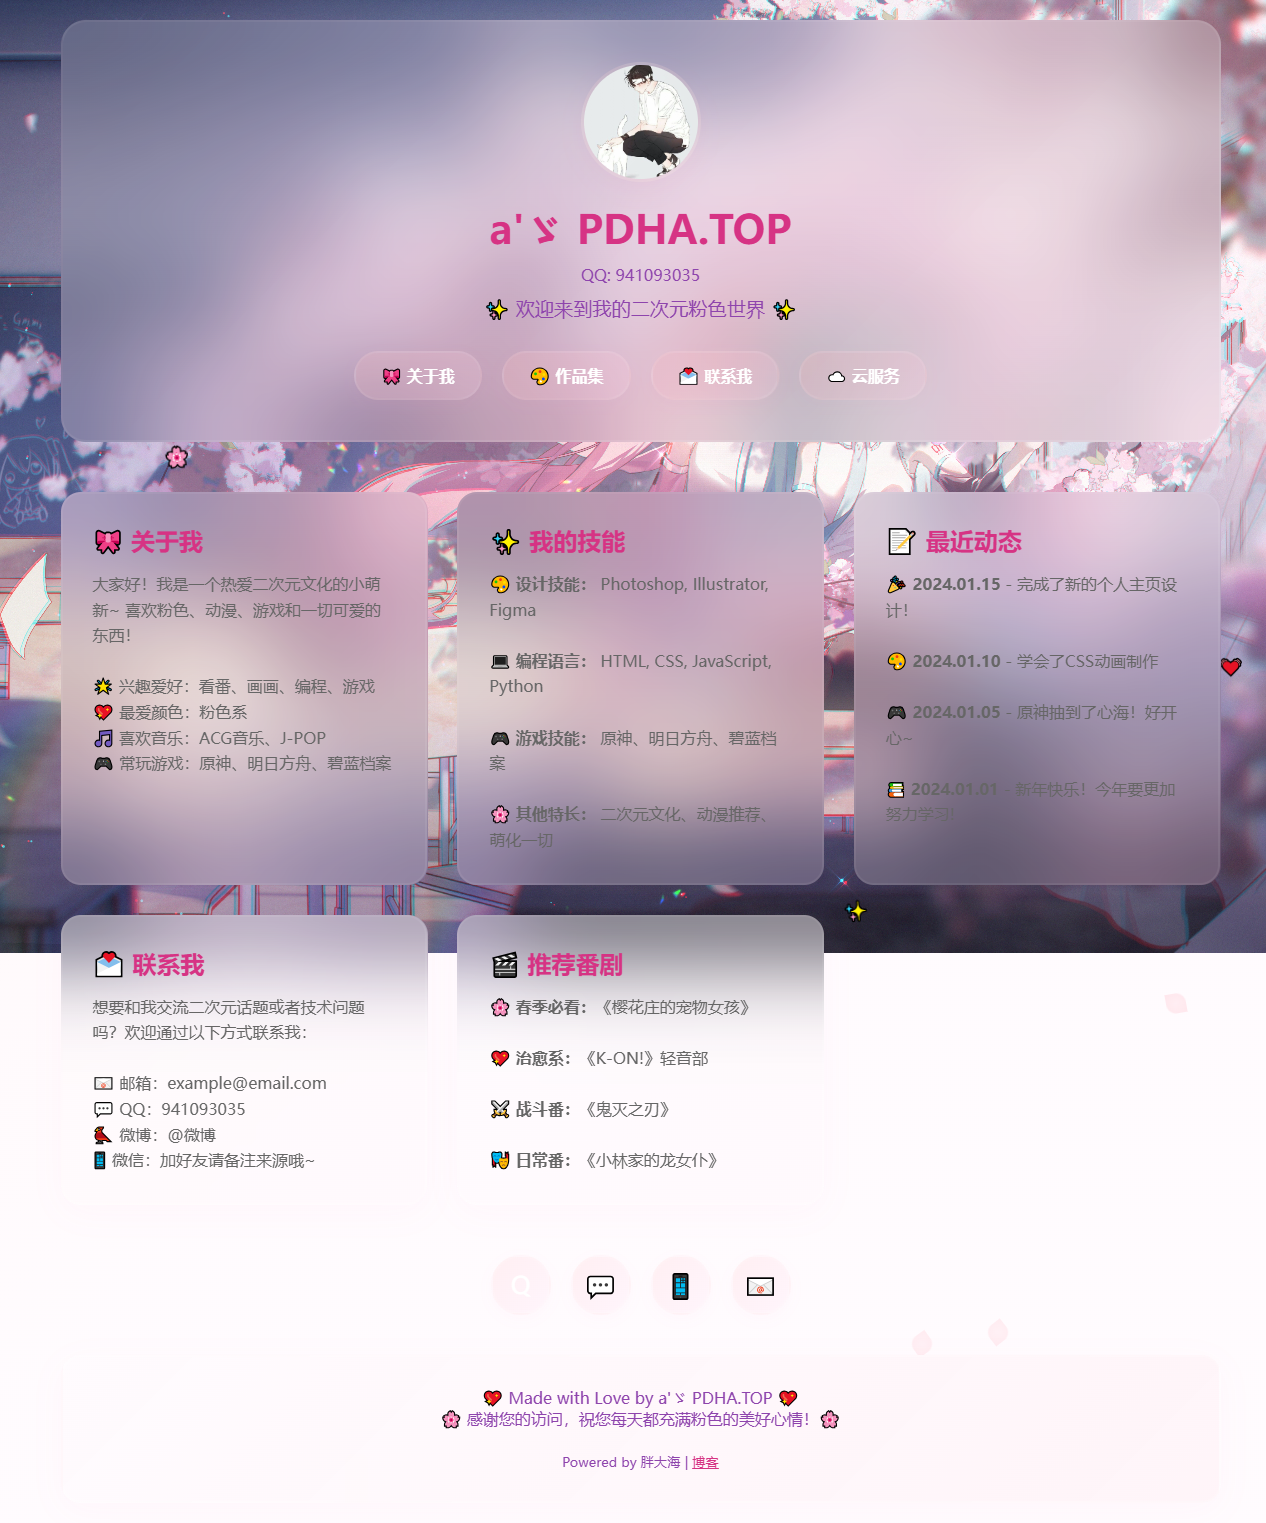 a'ゞ PDHA.TOP
QQ: 941093035
✨ 欢迎来到我的二次元粉色世界 ✨
🎀 关于我
🎨 作品集
💌 联系我
☁ 云服务
🎀 关于我
大家好！我是一个热爱二次元文化的小萌
新~ 喜欢粉色、动漫、游戏和一切可爱的
东西！
🌟 兴趣爱好：看番、画画、编程、游戏
💖 最爱颜色：粉色系
🎵 喜欢音乐：ACG音乐、J-POP
🎮 常玩游戏：原神、明日方舟、碧蓝档案
✨ 我的技能
🎨 设计技能： Photoshop, Illustrator,
Figma
💻 编程语言： HTML, CSS, JavaScript,
Python
🎮 游戏技能： 原神、明日方舟、碧蓝档
案
🌸 其他特长： 二次元文化、动漫推荐、
萌化一切
📝 最近动态
🎉 2024.01.15 - 完成了新的个人主页设
计！
🎨 2024.01.10 - 学会了CSS动画制作
🎮 2024.01.05 - 原神抽到了心海！好开
心~
📚 2024.01.01 - 新年快乐！今年要更加
努力学习！
💌 联系我
想要和我交流二次元话题或者技术问题
吗？欢迎通过以下方式联系我：
📧 邮箱：example@email.com
💬 QQ：941093035
🐦 微博：@微博
📱 微信：加好友请备注来源哦~
🎬 推荐番剧
🌸 春季必看：《樱花庄的宠物女孩》
💖 治愈系：《K-ON!》轻音部
⚔ 战斗番：《鬼灭之刃》
🎭 日常番：《小林家的龙女仆》
Q
💖 Made with Love by a'ゞ PDHA.TOP 💖
🌸 感谢您的访问，祝您每天都充满粉色的美好心情！🌸
Powered by 胖大海 | 博客